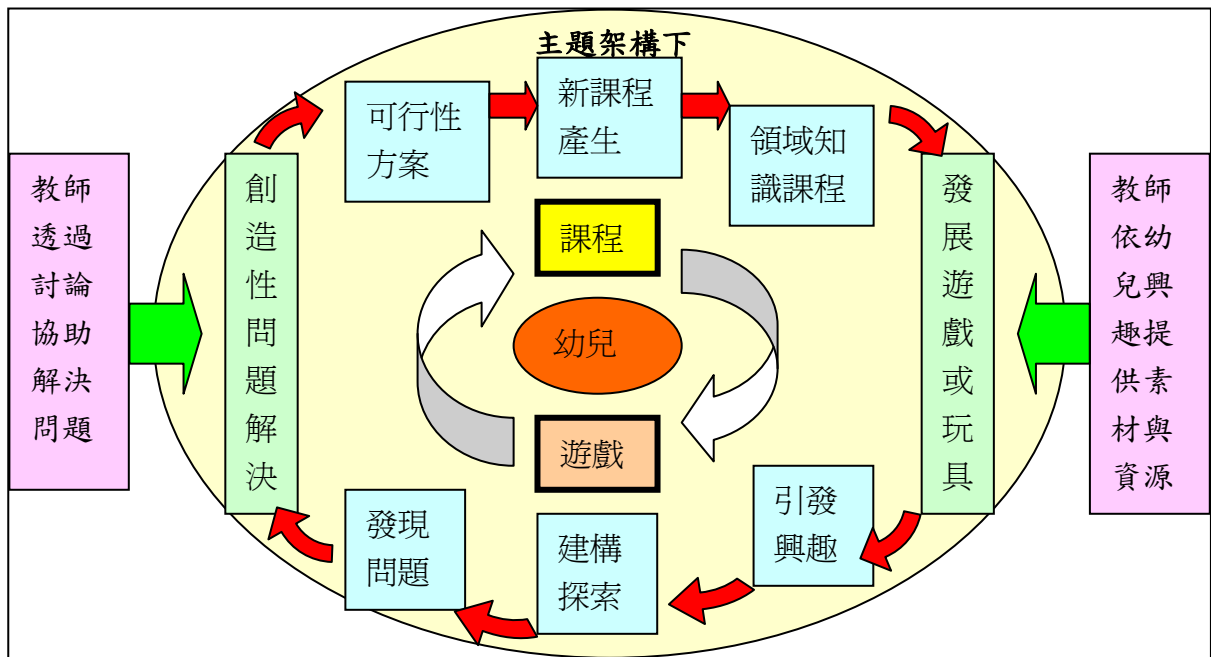 主題架構下
可行性
方案
新課程
產生
領域知
識課程
教師
透過
討論
協助
解決
問題
創
造
性
問
題
解
決
課程
幼兒
遊戲
發
展
遊
戲
或
玩
具
教師
依幼
兒興
趣提
供素
材與
資源
發現
問題
建構
探索
引發
興趣